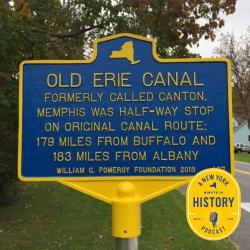 OLD ERIE CANAL
FORMERLY CALLED CANTON,
MEMPHIS WAS HALF-WAY STOP
ON ORIGINAL CANAL ROUTE:
179 MILES FROM BUFFALO AND
183 MILES FROM ALBANY
WILLIAM G. POMEROY FOUNDATION 2018
A NEW YORK
MINUTE IN
HISTORY
PODCAST